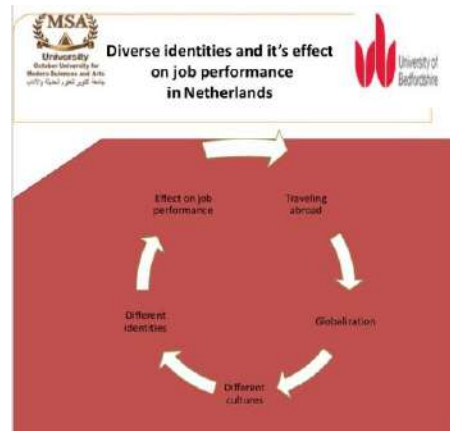 MSA
University
October University for
Modern Sciences and Arts
Diverse identities and it's effect
on job performance
in Netherlands
University of
Bedfordshire
Effect on job
performance
Traveling
abroad
Different
identities
Globalization
Different
cultures